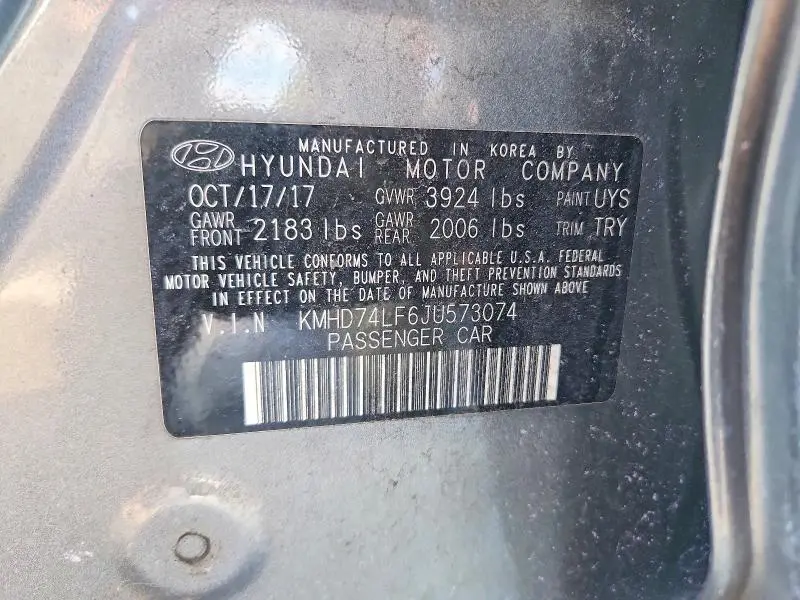 MANUFACTURED IN KOREA BY
HYUNDAI MOTOR COMPANY
OCT/17/17 GVWR 3924 lbs PAINT UYS
GAWR FRONT 2183 lbs GAWR REAR 2006 lbs TRIM TRY
THIS VEHICLE CONFORMS TO ALL APPLICABLE U.S.A. FEDERAL
MOTOR VEHICLE SAFETY, BUMPER, AND THEFT PREVENTION STANDARDS
IN EFFECT ON THE DATE OF MANUFACTURE SHOWN ABOVE
V.I.N KMHD74LF6JU573074
PASSENGER CAR